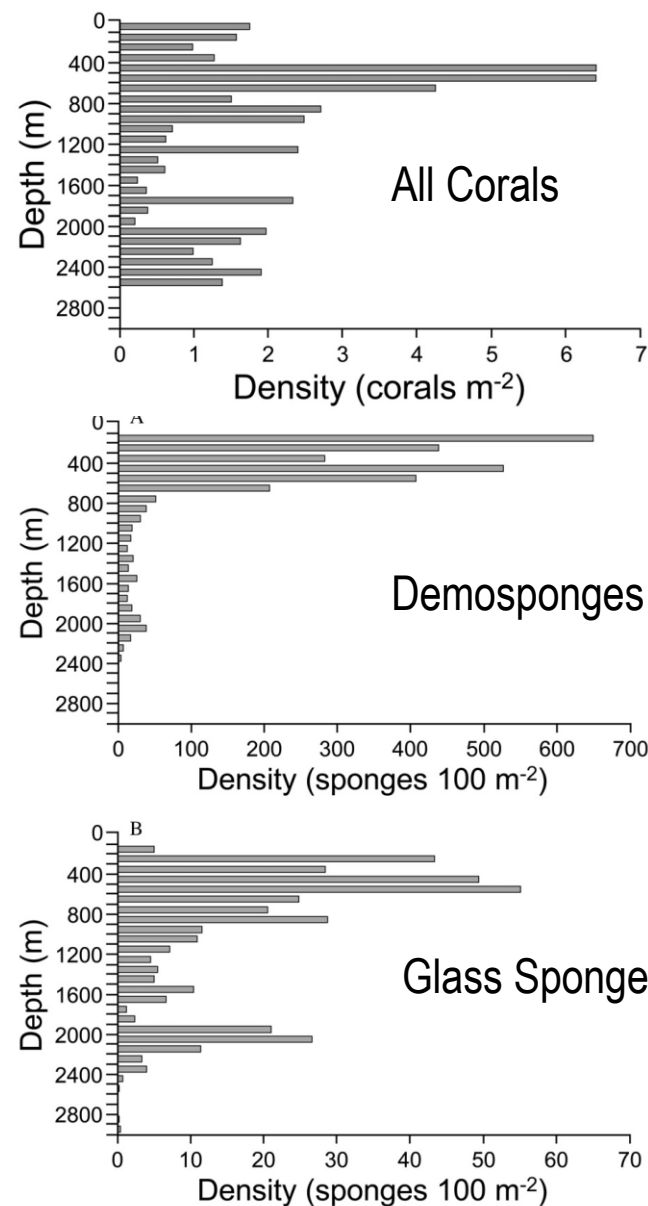 0
400
800
1200
1600
2000
2400
2800
Depth (m)
All Corals
0 1 2 3 4 5 6 7
Density (corals m-2)
A
0
400
800
1200
1600
2000
2400
2800
Depth (m)
Demosponges
0 100 200 300 400 500 600 700
Density (sponges 100 m-2)
B
0
400
800
1200
1600
2000
2400
2800
Depth (m)
Glass Sponge
0 10 20 30 40 50 60 70
Density (sponges 100 m-2)